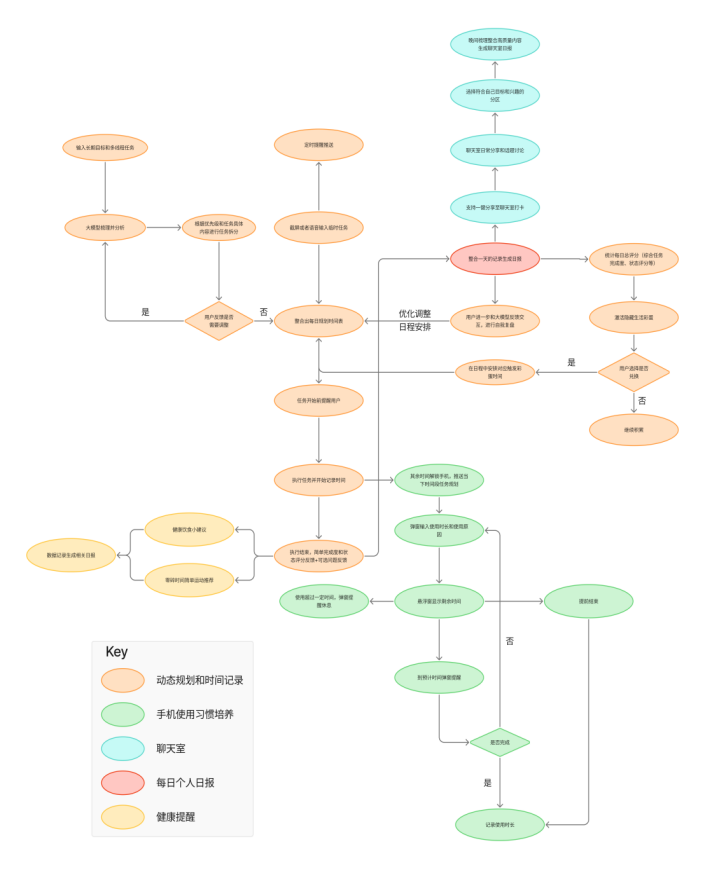 晚间梳理整合高质量内容
生成聊天室日报
选择符合自己目标和兴趣的
分区
定时提醒推送
输入长期目标和多线程任务
聊天室日常分享和话题讨论
支持一键分享至聊天室打卡
大模型梳理并分析
根据优先级和任务具体
内容进行任务拆分
截屏或者语音输入临时任务
整合一天的记录生成日报
统计每日总评分（综合任务
完成度、状态评分等）
是
用户反馈是否
需要调整
否
整合出每日规划时间表
优化调整
日程安排
用户进一步和大模型反馈交
互，进行自我复盘
激活隐藏生活彩蛋
在日程中安排对应触发彩
蛋时间
是
用户选择是否
兑换
否
任务开始前提醒用户
继续积累
执行任务并开始记录时间
其余时间解锁手机，推送当
下时间段任务规划
健康饮食小建议
弹窗输入使用时长和使用原
因
数据记录生成相关日报
执行结束，简单完成度和状
态评分反馈+可选问题反馈
零碎时间简单运动推荐
使用超过一定时间，弹窗提
醒休息
悬浮窗显示剩余时间
提前结束
否
到预计时间弹窗提醒
是否完成
是
记录使用时长
Key
动态规划和时间记录
手机使用习惯培养
聊天室
每日个人日报
健康提醒